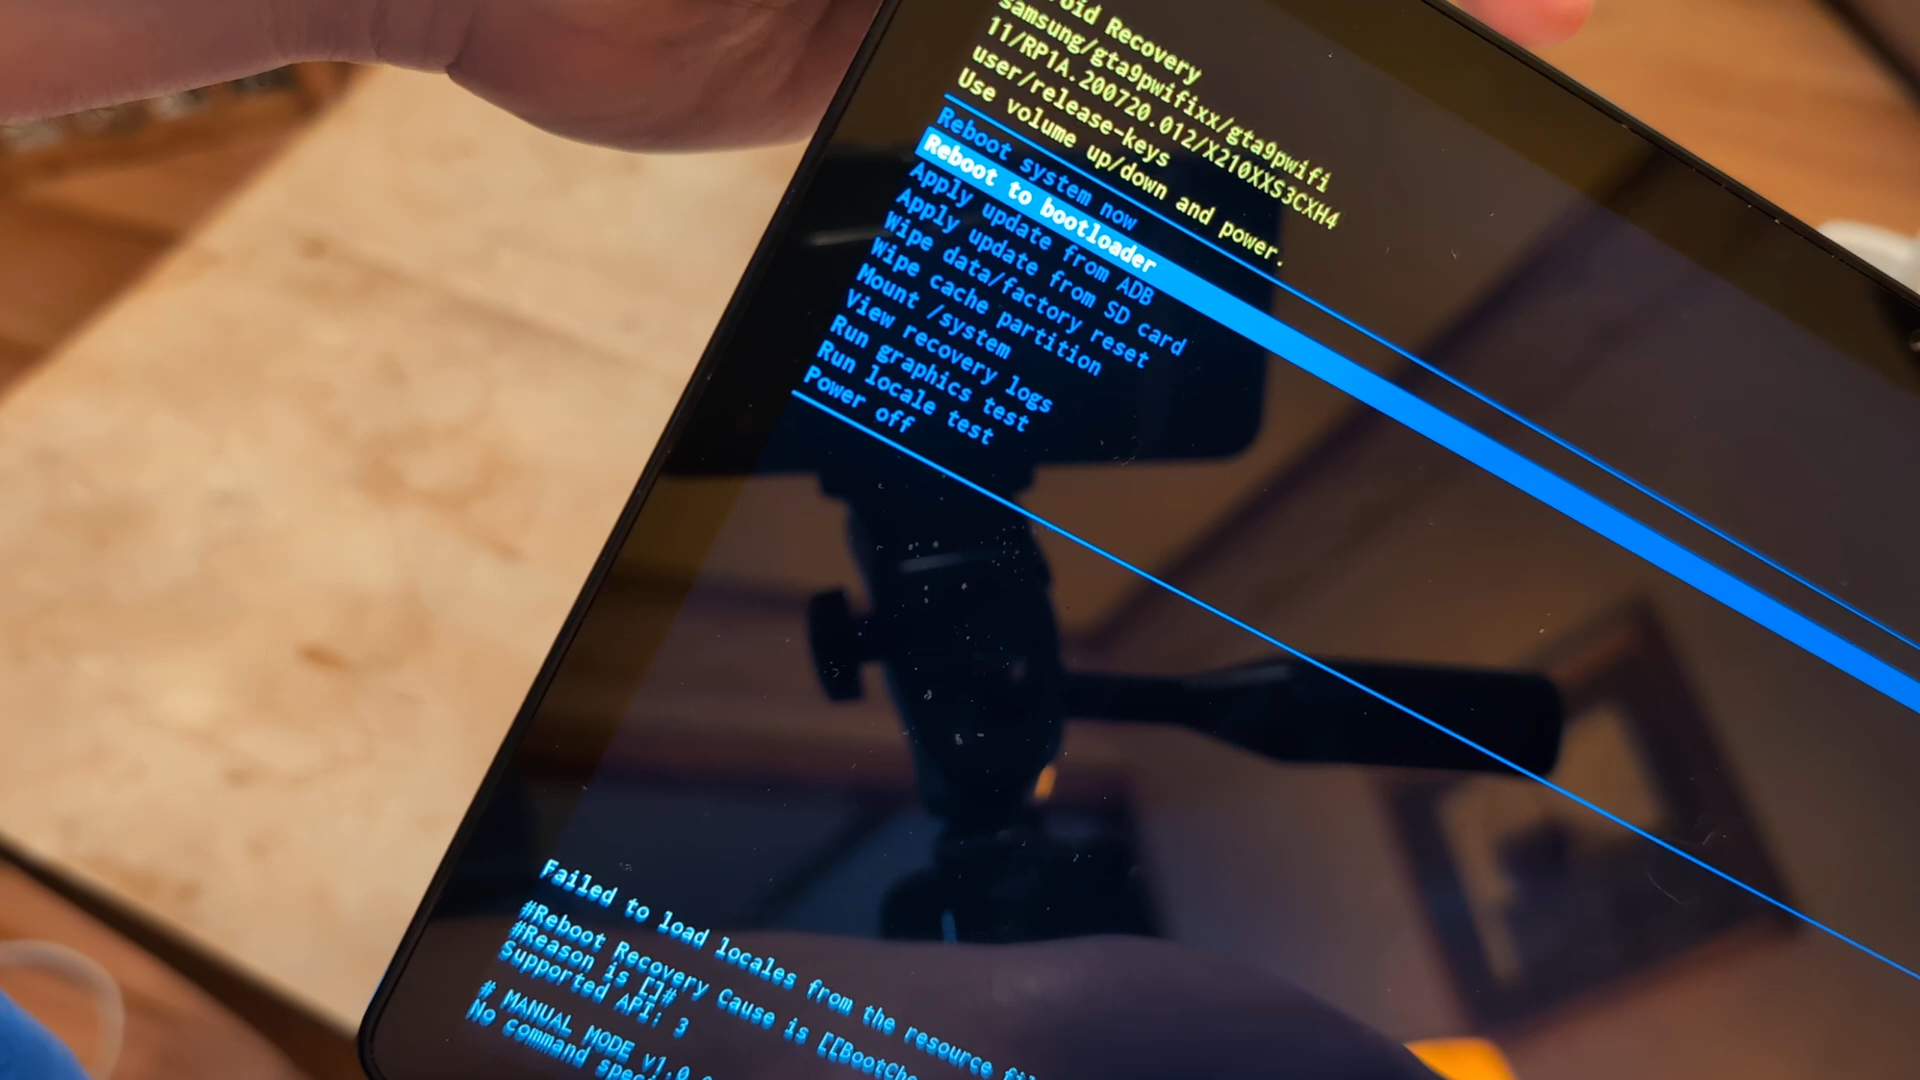 Recovery
samsung/gta9pwifixx/gta9pwifi
11/RP1A.200720.012/X210XXS3CXH4
user/release-keys
Use volume up/down and power.
Reboot system now
Reboot to bootloader
Apply update from ADB
Apply update from SD card
Wipe data/factory reset
Wipe cache partition
Mount /system
View recovery logs
Run graphics test
Run locale test
Power off
Failed to load locales from the resource
#Reboot Recovery Cause is [[BootChe
#Reason is []#
Supported API: 3
# MANUAL MODE v1.0.
No command